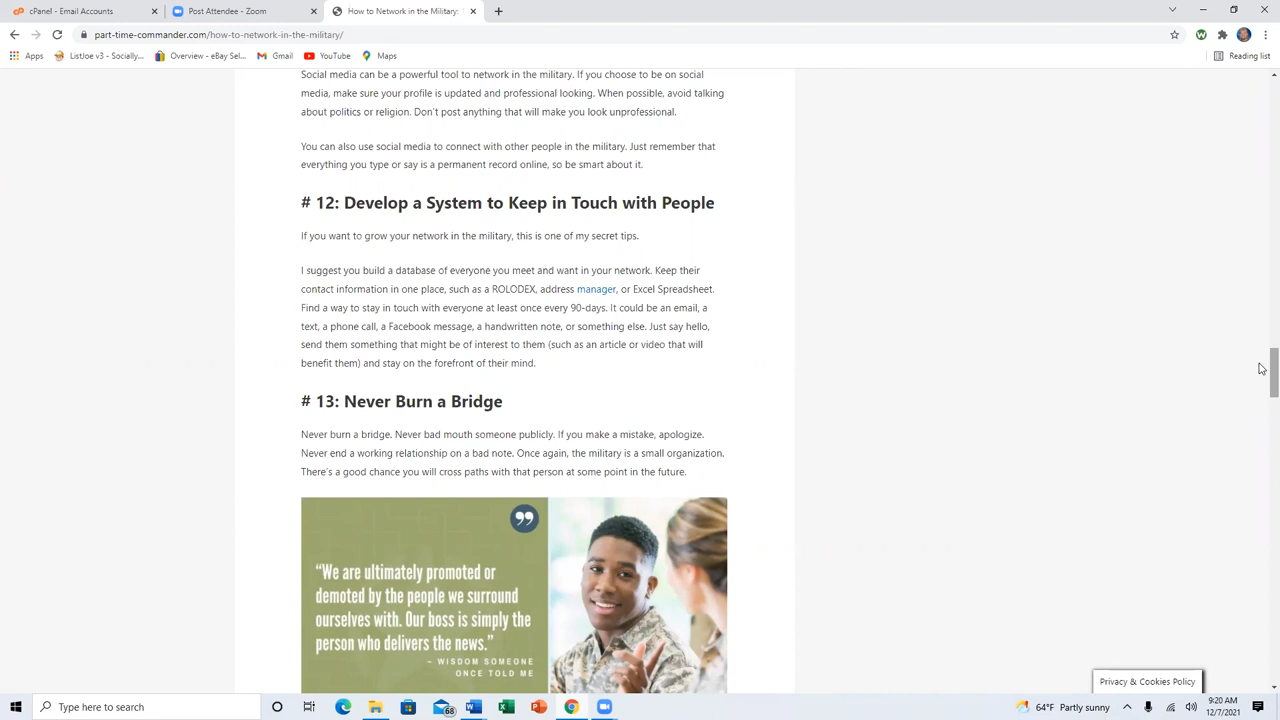 cPanel - Email Accounts
Post Attendee - Zoom
How to Network in the Military:
part-time-commander.com/how-to-network-in-the-military/
Apps
ListJoe v3 - Socially...
Overview - eBay Sel...
Gmail
YouTube
Maps
Reading list
Social media can be a powerful tool to network in the military. If you choose to be on social
media, make sure your profile is updated and professional looking. When possible, avoid talking
about politics or religion. Don't post anything that will make you look unprofessional.
You can also use social media to connect with other people in the military. Just remember that
everything you type or say is a permanent record online, so be smart about it.
# 12: Develop a System to Keep in Touch with People
If you want to grow your network in the military, this is one of my secret tips.
I suggest you build a database of everyone you meet and want in your network. Keep their
contact information in one place, such as a ROLODEX, address manager, or Excel Spreadsheet.
Find a way to stay in touch with everyone at least once every 90-days. It could be an email, a
text, a phone call, a Facebook message, a handwritten note, or something else. Just say hello,
send them something that might be of interest to them (such as an article or video that will
benefit them) and stay on the forefront of their mind.
# 13: Never Burn a Bridge
Never burn a bridge. Never bad mouth someone publicly. If you make a mistake, apologize.
Never end a working relationship on a bad note. Once again, the military is a small organization.
There's a good chance you will cross paths with that person at some point in the future.
"We are ultimately promoted or
demoted by the people we surround
ourselves with. Our boss is simply the
person who delivers the news."
~ WISDOM SOMEONE
ONCE TOLD ME
Privacy & Cookies Policy
Type here to search
68
64°F Partly sunny
9:20 AM
12/7/2021